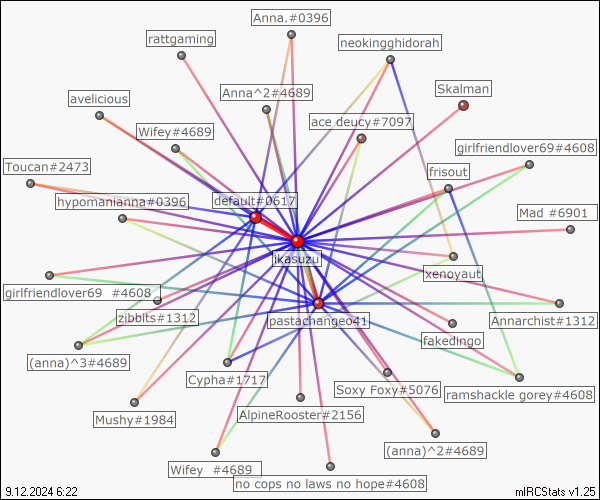 Anna.#0396
rattgaming
neokingghidorah
Skalman
Anna^2#4689
avelicious
ace deucy#7097
Wifey#4689
girlfriendlover69#4608
Toucan#2473
frisout
hyponanianna#0396
default#0617
Mad #6901
ikasuzu
xenoyaut
girlfriendlover69 #4608
zibbits#1312
pastachangeo41
Annarchist#1312
fakedingo
(anna)^3#4689
Cypha#1717
Soxy Foxy#5076
ramshackle gorey#4608
Mushy#1984
AlpineRooster#2156
(anna)^2#4689
Wifey #4689
no cops no laws no hope#4608
9.12.2024 6:22
mIRCStats v1.25